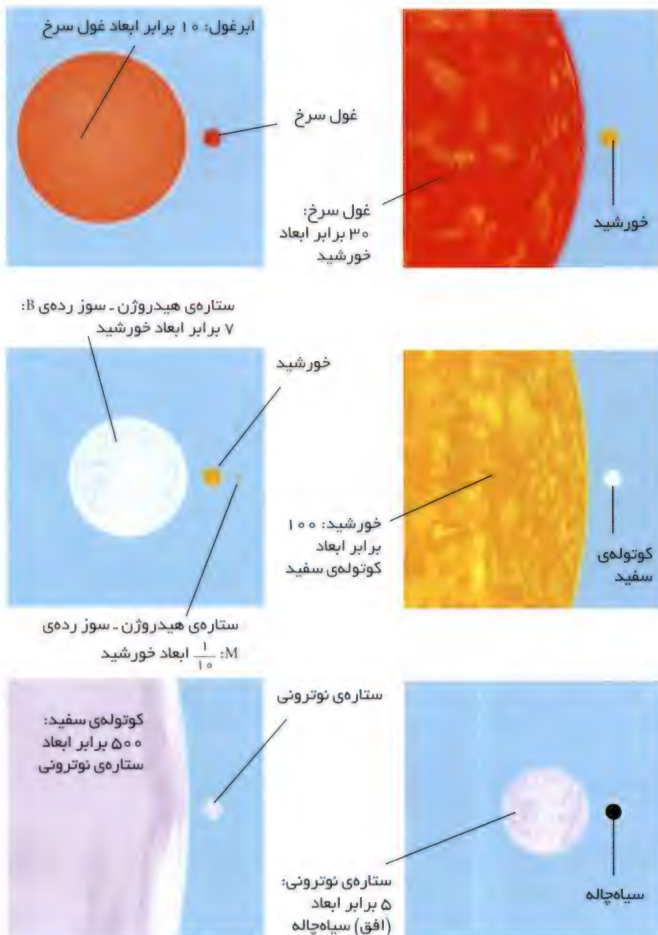 ابرغول: ۱۰ برابر ابعاد غول سرخ
غول سرخ
خورشید
غول سرخ:
۳۰ برابر ابعاد
خورشید
ستاره‌ی هیدروژن ـ سوز رده‌ی B:
۷ برابر ابعاد خورشید
خورشید
خورشید: ۱۰۰
برابر ابعاد
کوتوله‌ی سفید
کوتوله‌ی
سفید
ستاره‌ی هیدروژن ـ سوز رده‌ی
M: ۱/۱۰ ابعاد خورشید
کوتوله‌ی سفید:
۵۰۰ برابر ابعاد
ستاره‌ی نوترونی
ستاره‌ی نوترونی
سیاه‌چاله
ستاره‌ی نوترونی:
۵ برابر ابعاد
(افق) سیاه‌چاله